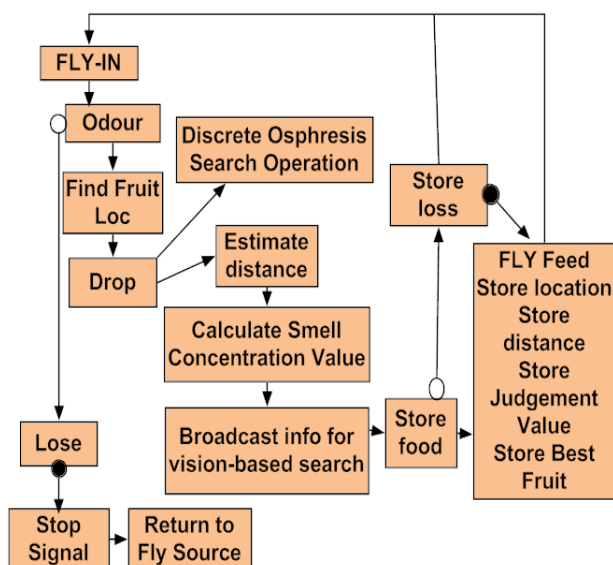 FLY-IN
Odour
Discrete Osphresis
Search Operation
Find Fruit
Loc
Store
loss
Drop
Estimate
distance
FLY Feed
Store location
Store
distance
Store
Judgement
Value
Store Best
Fruit
Calculate Smell
Concentration Value
Broadcast info for
vision-based search
Store
food
Lose
Stop
Signal
Return to
Fly Source